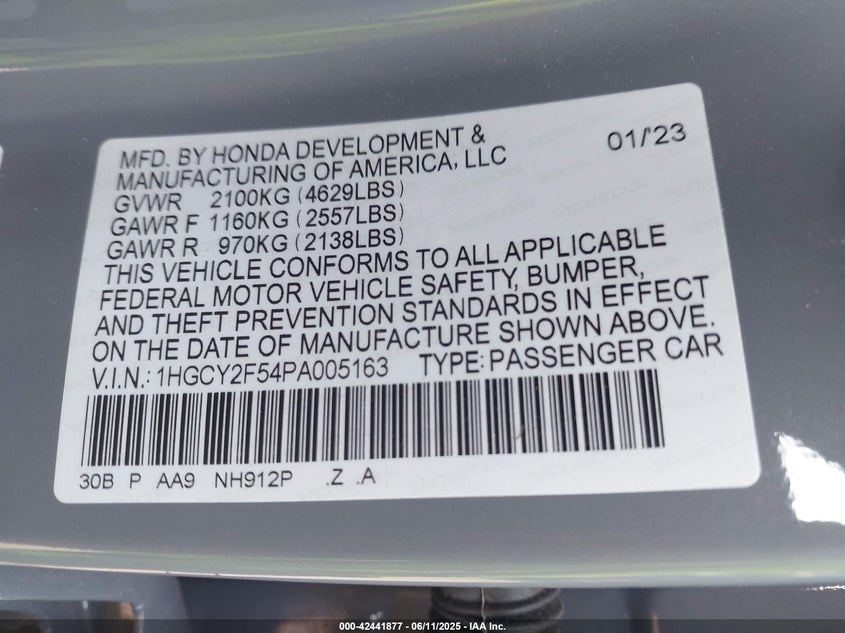 MFD. BY HONDA DEVELOPMENT & 01/'23
MANUFACTURING OF AMERICA, LLC
GVWR 2100KG (4629LBS)
GAWR F 1160KG (2557LBS)
GAWR R 970KG (2138LBS)
THIS VEHICLE CONFORMS TO ALL APPLICABLE
FEDERAL MOTOR VEHICLE SAFETY, BUMPER,
AND THEFT PREVENTION STANDARDS IN EFFECT
ON THE DATE OF MANUFACTURE SHOWN ABOVE.
V.I.N.: 1HGCY2F54PA005163 TYPE: PASSENGER CAR
30B P AA9 NH912P .Z .A
000-42441877 - 06/11/2025 - IAA Inc.